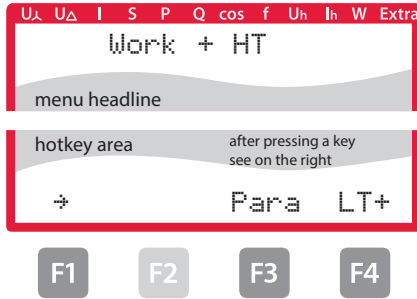 U⅄ U△ I S P Q cos f Uh Ih W Extra
Work + HT
menu headline
hotkey area
after pressing a key
see on the right
→ Para LT+
F1 F2 F3 F4